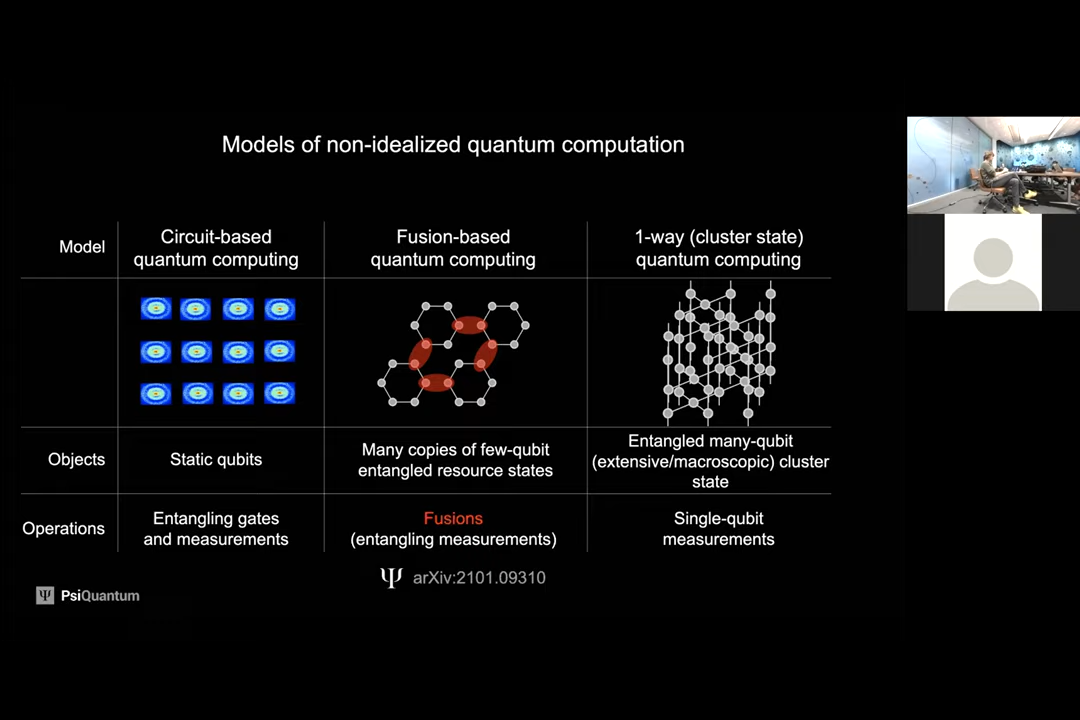 Models of non-idealized quantum computation
Model
Circuit-based
quantum computing
Fusion-based
quantum computing
1-way (cluster state)
quantum computing
Objects
Static qubits
Many copies of few-qubit
entangled resource states
Entangled many-qubit
(extensive/macroscopic) cluster
state
Operations
Entangling gates
and measurements
Fusions
(entangling measurements)
Single-qubit
measurements
Ψ arXiv:2101.09310
Ψ PsiQuantum